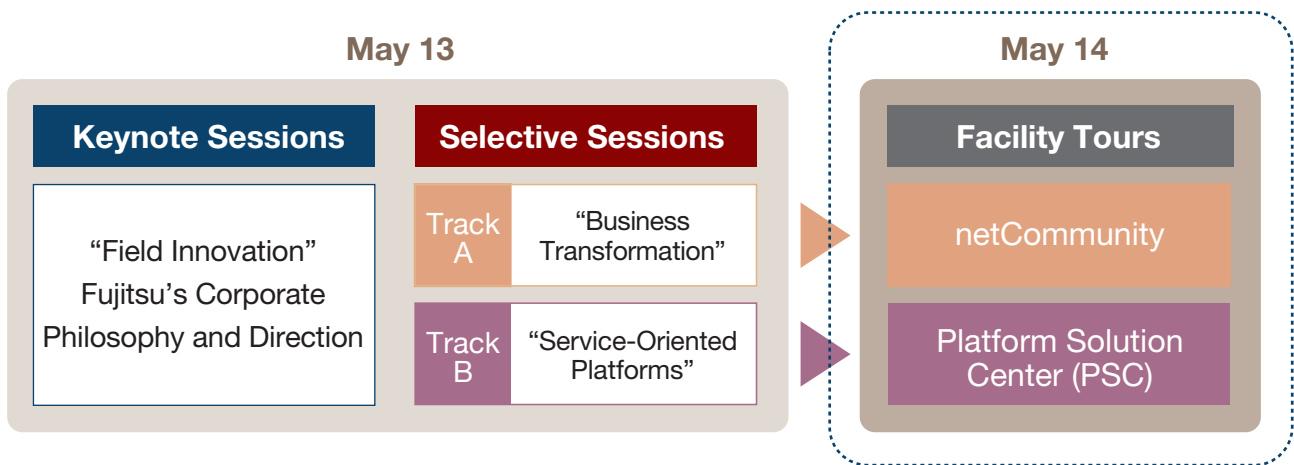 May 13
Keynote Sessions
“Field Innovation”
Fujitsu’s Corporate
Philosophy and Direction
Selective Sessions
Track
A
“Business
Transformation”
Track
B
“Service-Oriented
Platforms”
May 14
Facility Tours
netCommunity
Platform Solution
Center (PSC)